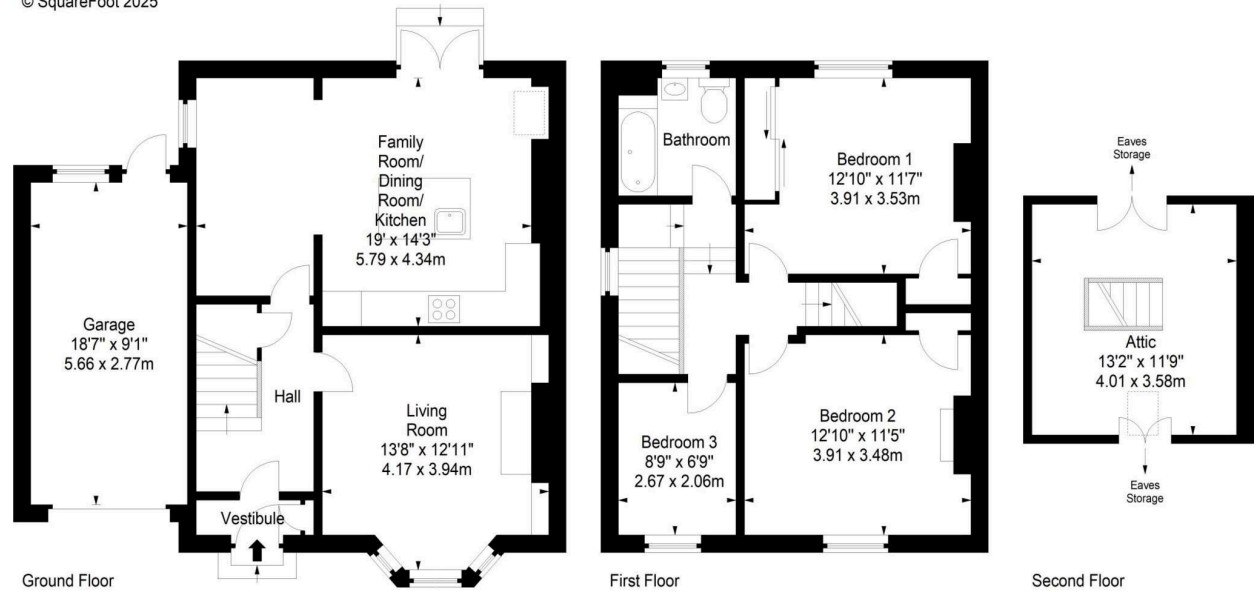 © SquareFoot 2025
Family
Room/
Dining
Room/
Kitchen
19' x 14'3"
5.79 x 4.34m
Garage
18'7" x 9'1"
5.66 x 2.77m
Hall
Living
Room
13'8" x 12'11"
4.17 x 3.94m
Vestibule
Ground Floor
Bathroom
Bedroom 1
12'10" x 11'7"
3.91 x 3.53m
Bedroom 2
12'10" x 11'5"
3.91 x 3.48m
Bedroom 3
8'9" x 6'9"
2.67 x 2.06m
First Floor
Eaves
Storage
Attic
13'2" x 11'9"
4.01 x 3.58m
Eaves
Storage
Second Floor